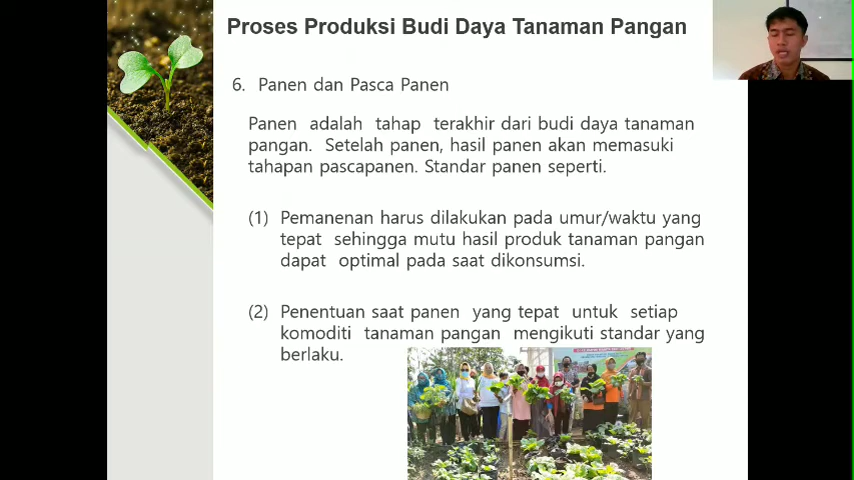 Proses Produksi Budi Daya Tanaman Pangan
6. Panen dan Pasca Panen
Panen adalah tahap terakhir dari budi daya tanaman
pangan. Setelah panen, hasil panen akan memasuki
tahapan pascapanen. Standar panen seperti.
(1) Pemanenan harus dilakukan pada umur/waktu yang
tepat sehingga mutu hasil produk tanaman pangan
dapat optimal pada saat dikonsumsi.
(2) Penentuan saat panen yang tepat untuk setiap
komoditi tanaman pangan mengikuti standar yang
berlaku.